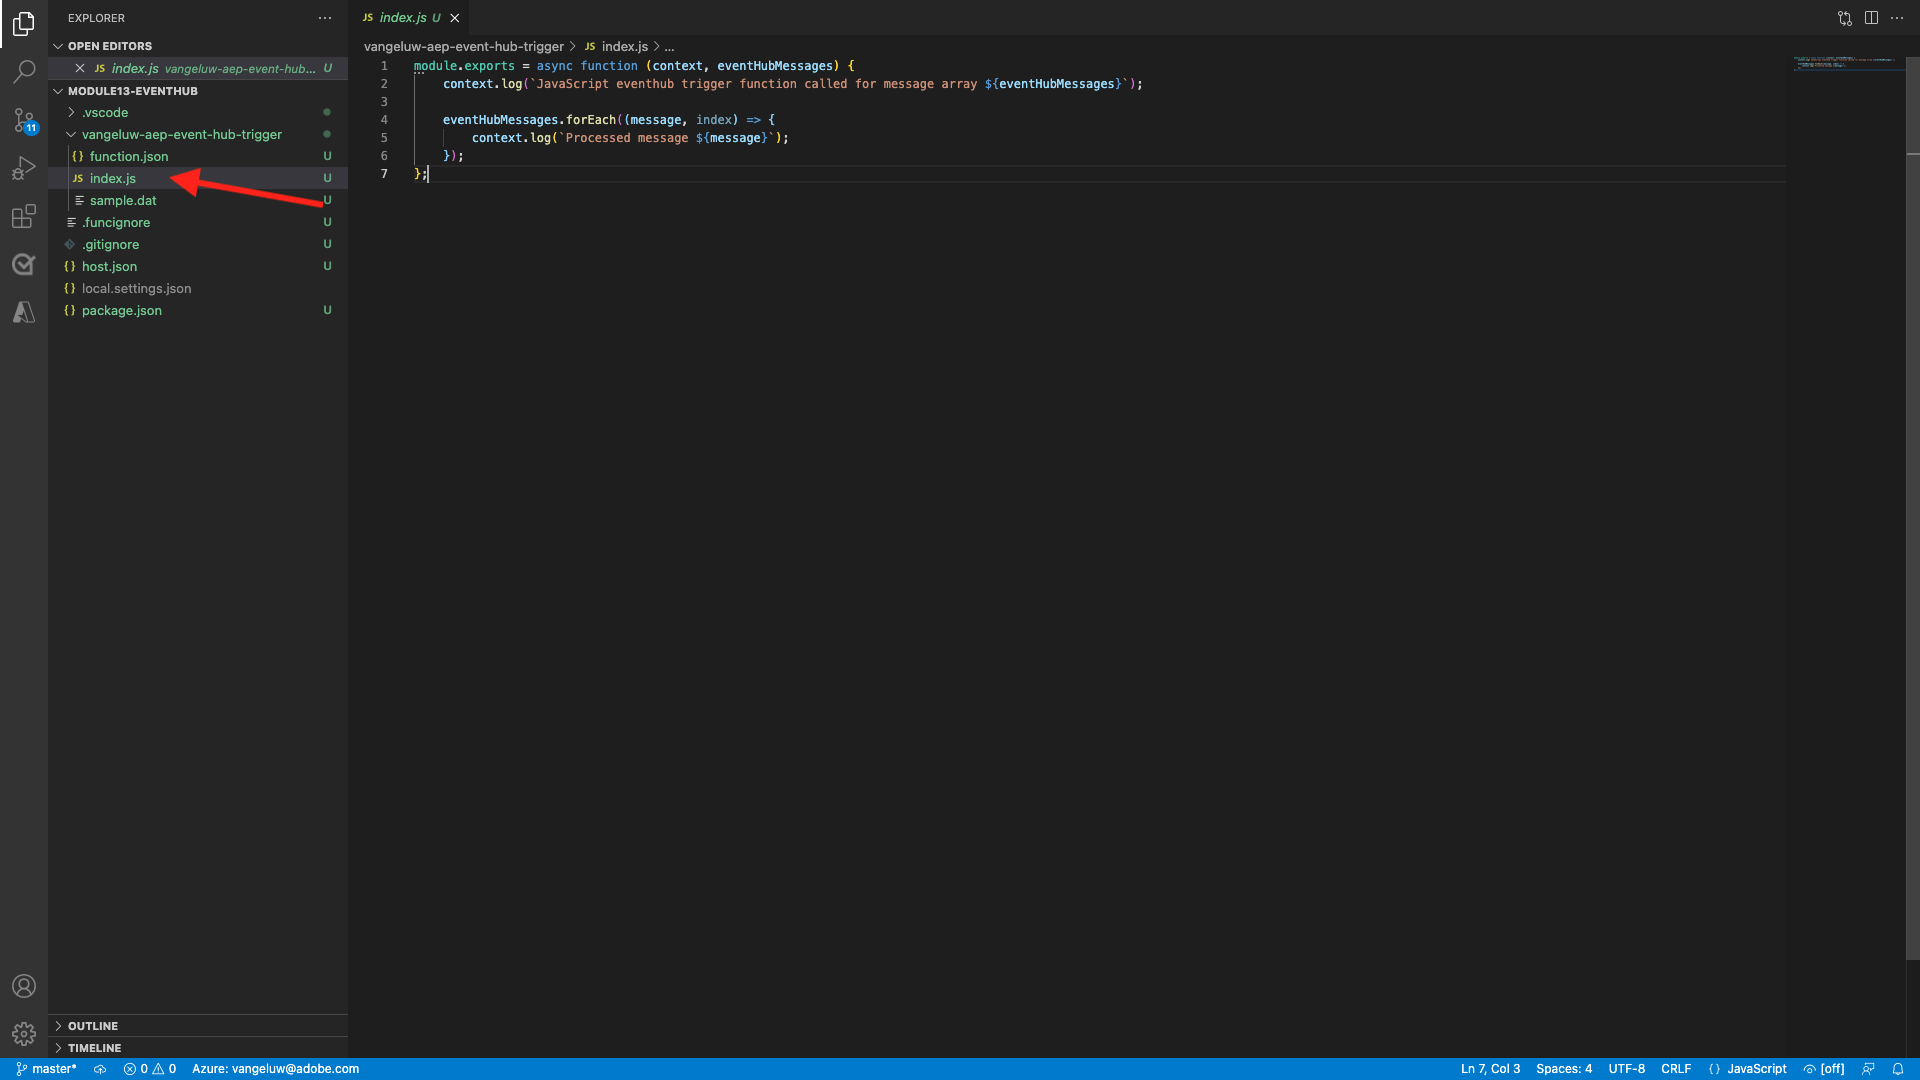 EXPLORER
OPEN EDITORS
JS index.js vangeluw-aep-event-hub... U
MODULE13-EVENTHUB
.vscode
vangeluw-aep-event-hub-trigger
{} function.json U
JS index.js U
sample.dat U
.funcignore U
.gitignore U
{} host.json U
{} local.settings.json
{} package.json U
11
OUTLINE
TIMELINE
JS index.js U
vangeluw-aep-event-hub-trigger > JS index.js > ...
1 module.exports = async function (context, eventHubMessages) {
2 context.log(`JavaScript eventhub trigger function called for message array ${eventHubMessages}`);
3
4 eventHubMessages.forEach((message, index) => {
5 context.log(`Processed message ${message}`);
6 });
7 };
master* 0 0 Azure: vangeluw@adobe.com Ln 7, Col 3 Spaces: 4 UTF-8 CRLF {} JavaScript [off]